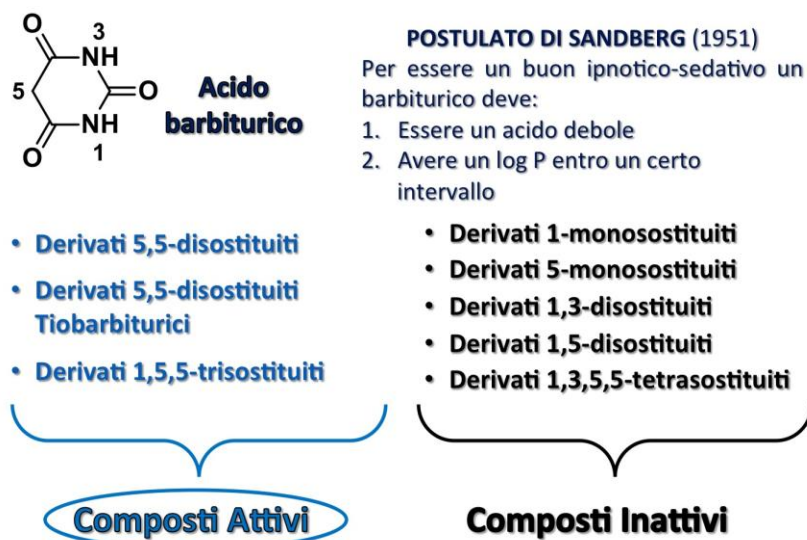 O
3
NH
5
O
NH
O
1
Acido
barbiturico
POSTULATO DI SANDBERG (1951)
Per essere un buon ipnotico-sedativo un
barbiturico deve:
1. Essere un acido debole
2. Avere un log P entro un certo
intervallo
• Derivati 5,5-disostituiti
• Derivati 5,5-disostituiti
Tiobarbiturici
• Derivati 1,5,5-trisostituiti
Composti Attivi
• Derivati 1-monosostituiti
• Derivati 5-monosostituiti
• Derivati 1,3-disostituiti
• Derivati 1,5-disostituiti
• Derivati 1,3,5,5-tetrasostituiti
Composti Inattivi